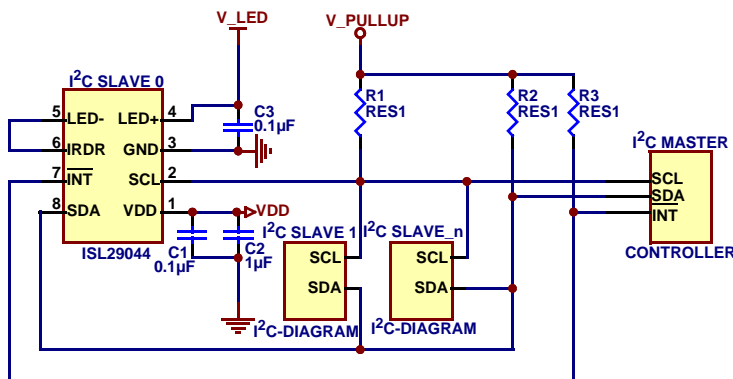 V_LED
V_PULLUP
I²C SLAVE 0
5 LED- LED+ 4
6 IRDR GND 3
7 INT SCL 2
8 SDA VDD 1
ISL29044
C3
0.1µF
R1
RES1
R2
RES1
R3
RES1
I²C MASTER
SCL
SDA
INT
CONTROLLER
VDD
C1
0.1µF
C2
1µF
I²C SLAVE 1
SCL
SDA
I²C-DIAGRAM
I²C SLAVE_n
SCL
SDA
I²C-DIAGRAM